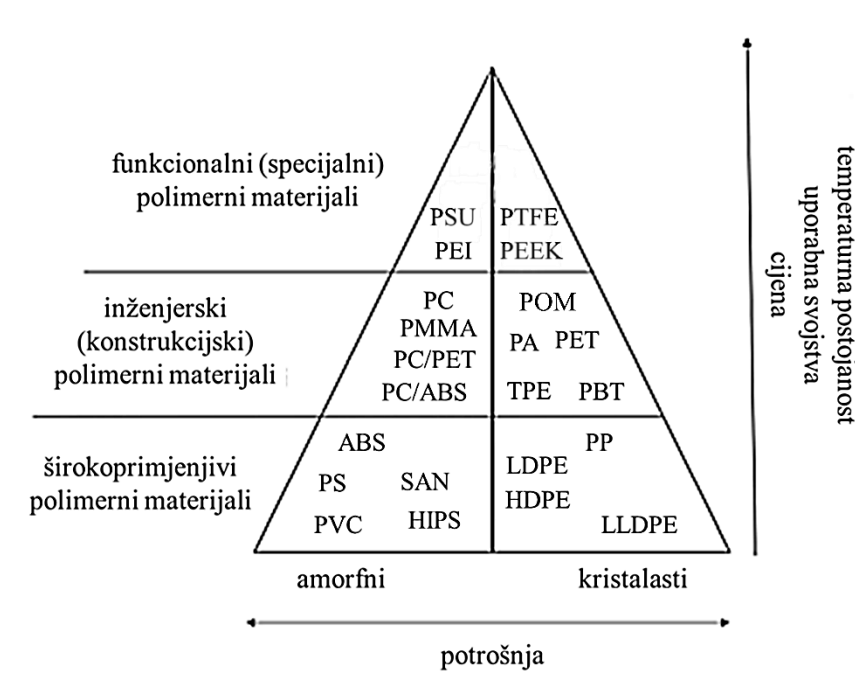 funkcionalni (specijalni)
polimerni materijali
PSU PTFE
PEI PEEK
inženjerski
(konstrukcijski)
polimerni materijali
PC POM
PMMA
PA PET
PC/PET
PC/ABS TPE PBT
širokoprimjenjivi
polimerni materijali
ABS PP
LDPE
PS SAN
HDPE
PVC HIPS LLDPE
amorfni kristalasti
potrošnja
temperaturna postojanost
uporabna svojstva
cijena